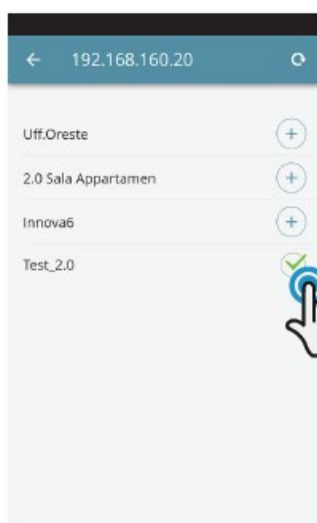 192.168.160.20
Uff.Oreste
2.0 Sala Appartamen
Innova6
Test_2.0